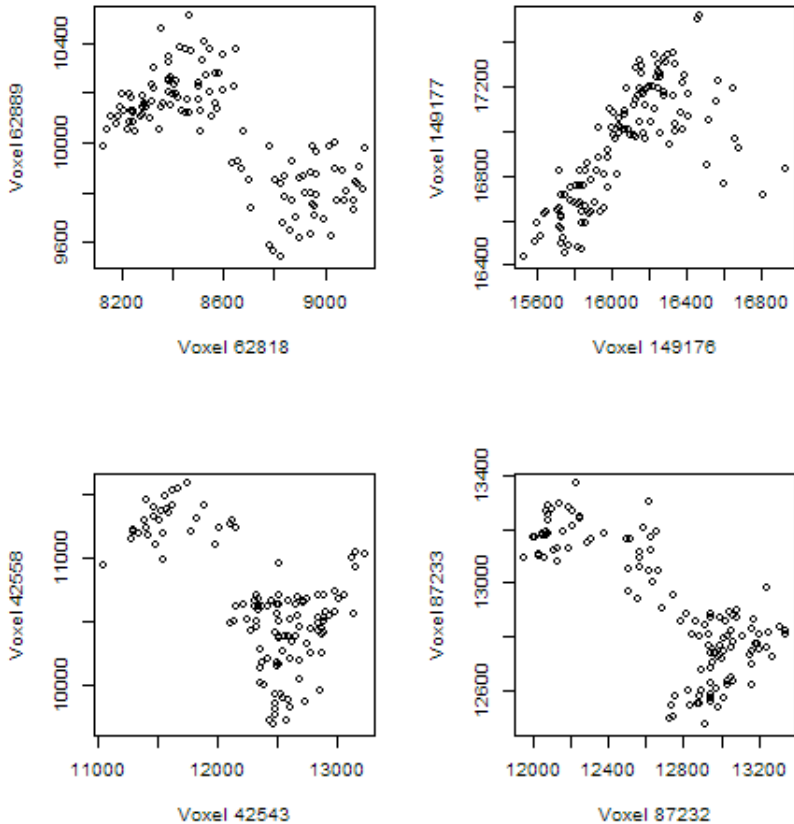 10400
10000
9600
Voxel 62889
8200 8600 9000
Voxel 62818
17200
16800
16400
Voxel 149177
15600 16000 16400 16800
Voxel 149176
11000
10000
Voxel 42558
11000 12000 13000
Voxel 42543
13400
13000
12600
Voxel 87233
12000 12400 12800 13200
Voxel 87232